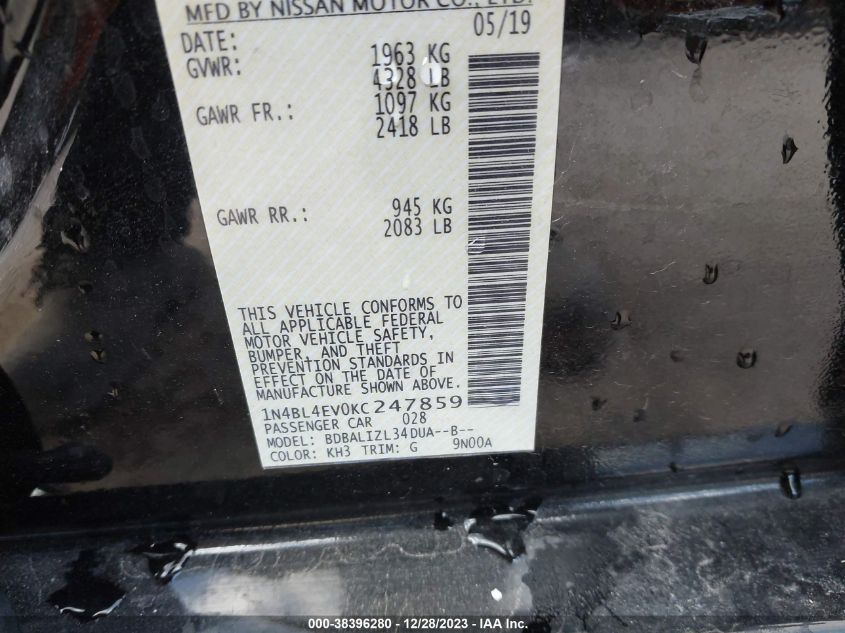 MFD BY NISSAN MOTOR CO., LTD.
DATE: 05/19
GVWR: 1963 KG
4328 LB
GAWR FR.: 1097 KG
2418 LB
GAWR RR.: 945 KG
2083 LB
THIS VEHICLE CONFORMS TO
ALL APPLICABLE FEDERAL
MOTOR VEHICLE SAFETY,
BUMPER, AND THEFT
PREVENTION STANDARDS IN
EFFECT ON THE DATE OF
MANUFACTURE SHOWN ABOVE.
1N4BL4EV0KC247859
PASSENGER CAR 028
MODEL: BDBALIZL34DUA--B--
COLOR: KH3 TRIM: G 9N00A
000-38396280 - 12/28/2023 - IAA Inc.